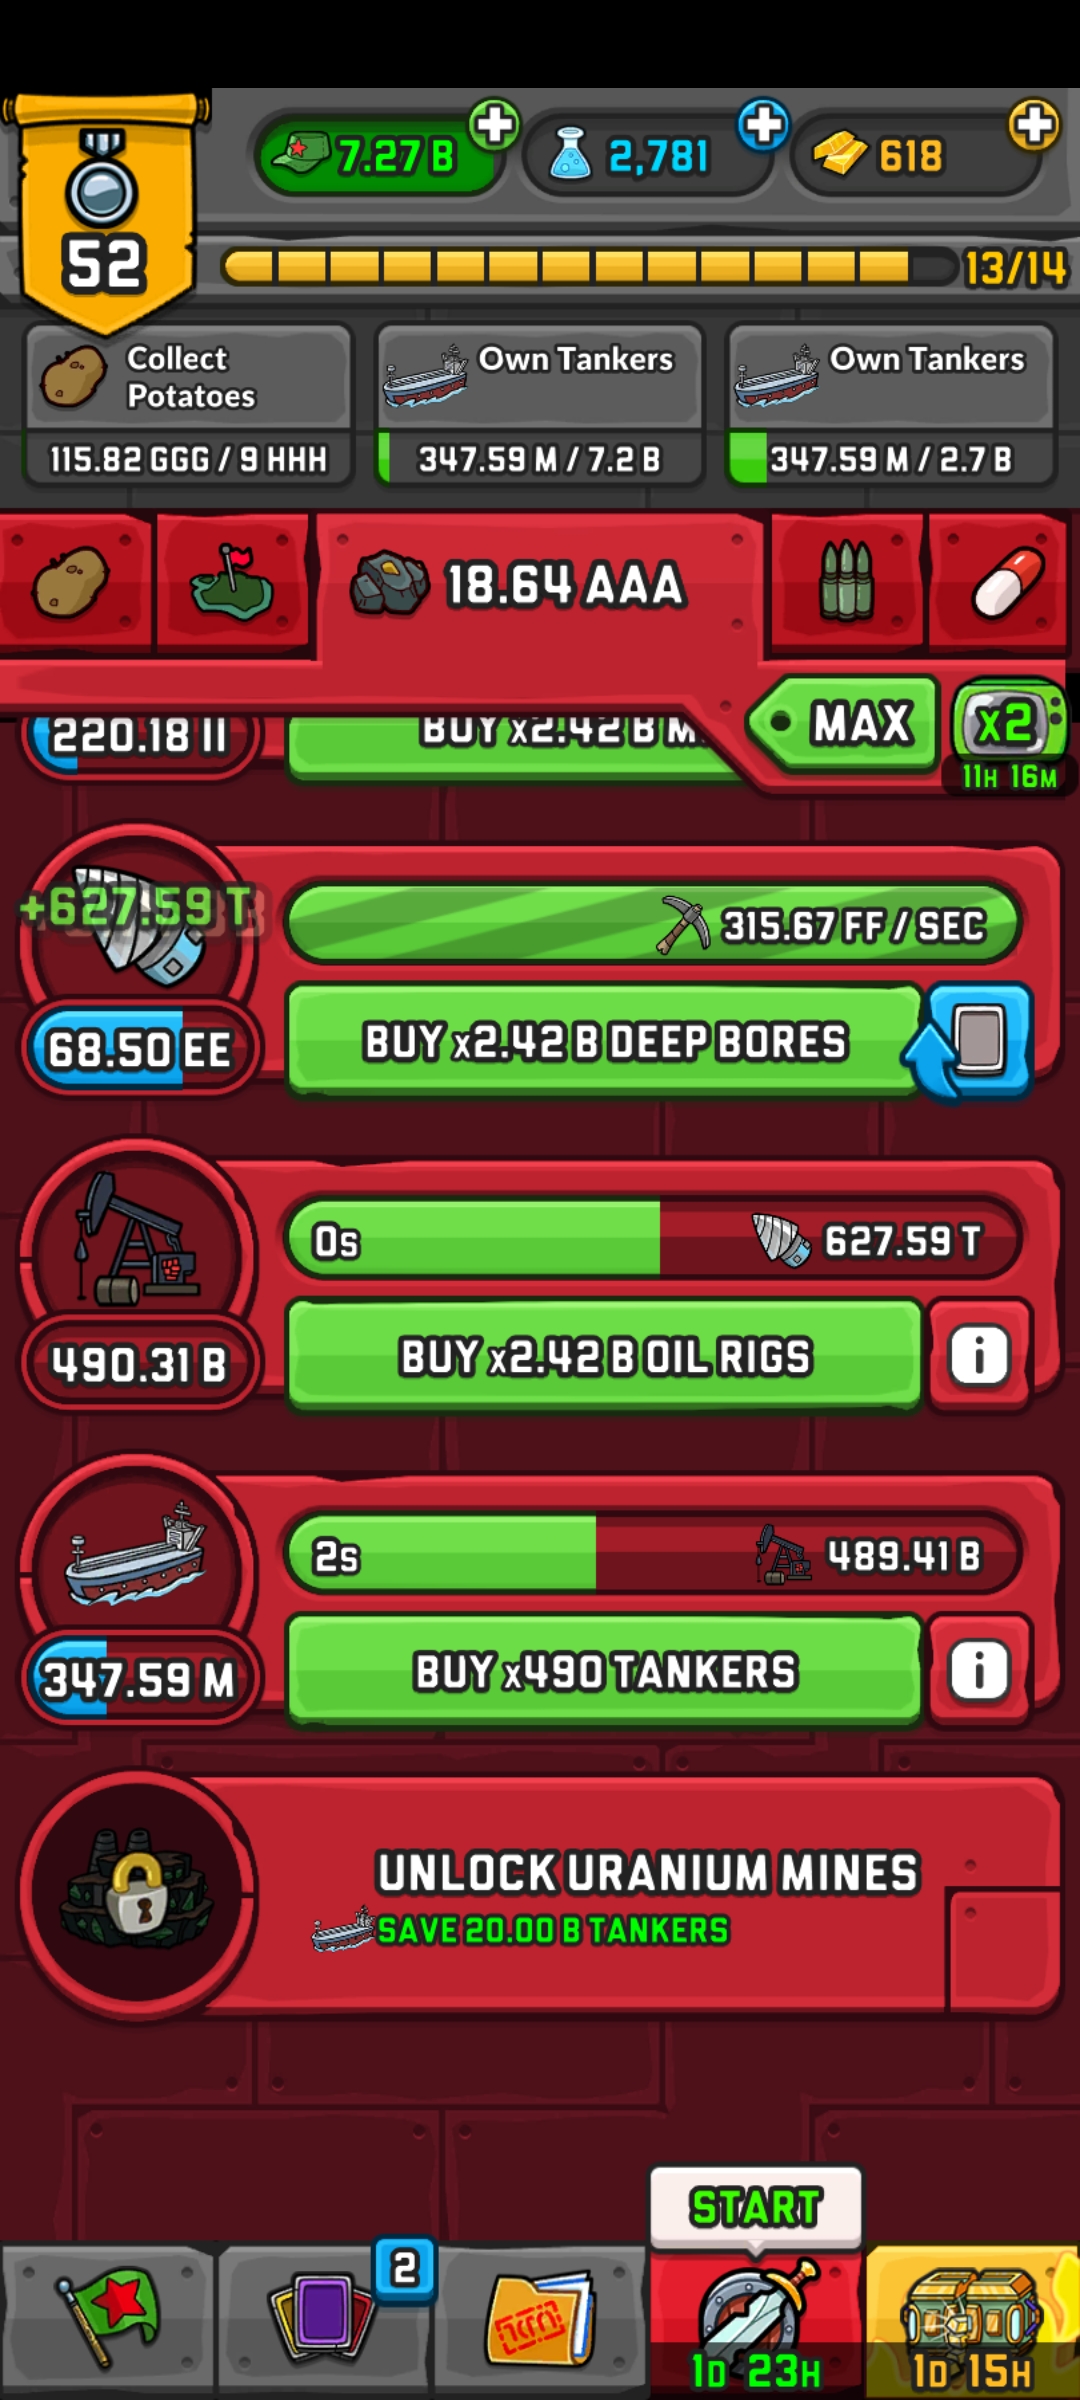 7.27 B
2,781
618
52
13/14
Collect
Potatoes
115.82 GGG / 9 HHH
Own Tankers
347.59 M / 7.2 B
Own Tankers
347.59 M / 2.7 B
18.64 AAA
MAX
x2
11H 16M
220.18 II
BUY x2.42 B M
+627.59 T
315.67 FF / SEC
68.50 EE
BUY x2.42 B DEEP BORES
0s
627.59 T
490.31 B
BUY x2.42 B OIL RIGS
i
2s
489.41 B
347.59 M
BUY x490 TANKERS
i
UNLOCK URANIUM MINES
SAVE 20.00 B TANKERS
START
2
1D 23H
1D 15H